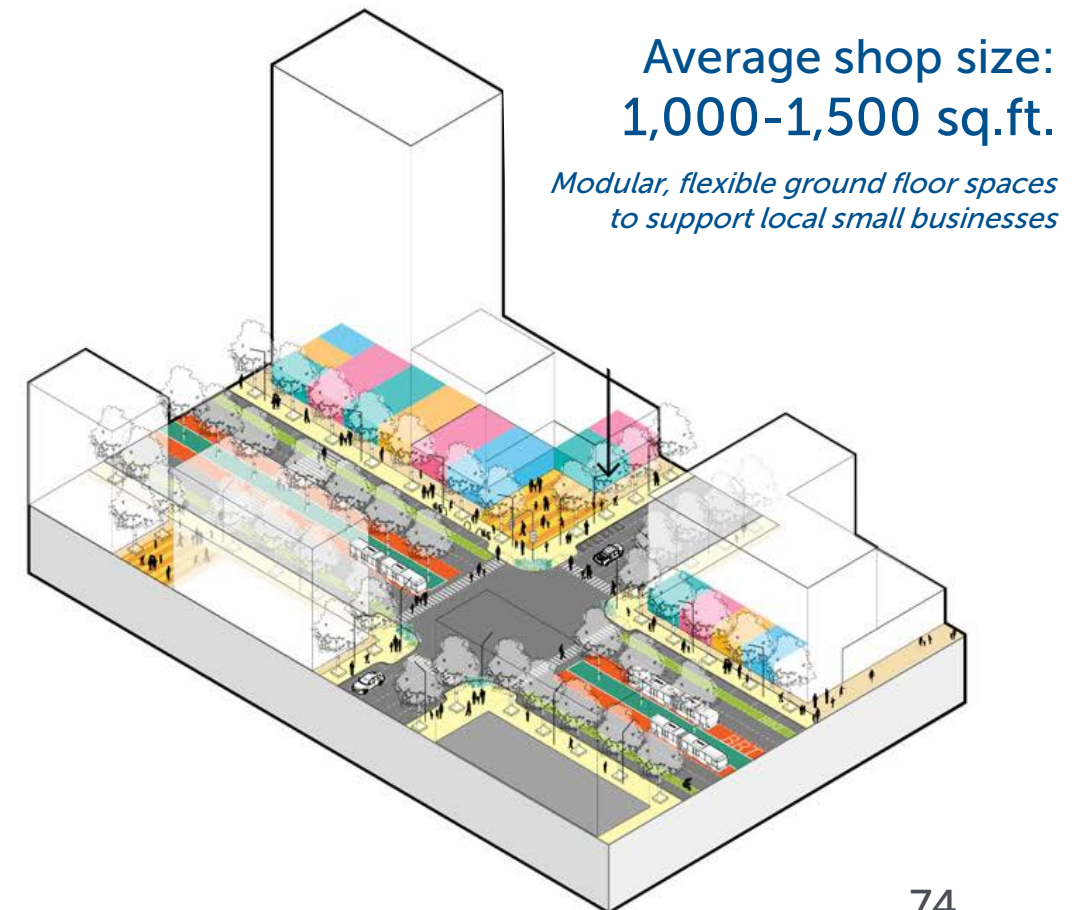 Average shop size:
1,000-1,500 sq.ft.
Modular, flexible ground floor spaces
to support local small businesses
BRT
74